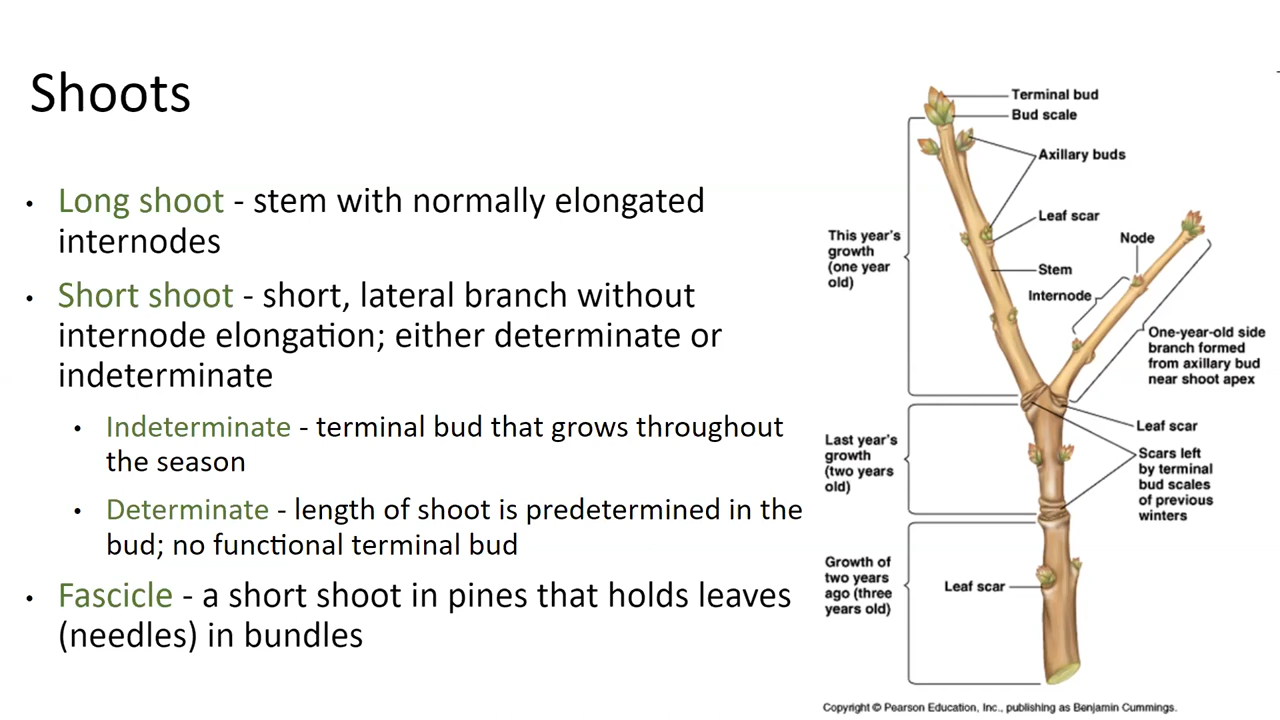 Shoots
• Long shoot - stem with normally elongated
internodes
• Short shoot - short, lateral branch without
internode elongation; either determinate or
indeterminate
• Indeterminate - terminal bud that grows throughout
the season
• Determinate - length of shoot is predetermined in the
bud; no functional terminal bud
• Fascicle - a short shoot in pines that holds leaves
(needles) in bundles
Terminal bud
Bud scale
Axillary buds
Leaf scar
Node
This year's
growth
(one year
old)
Stem
Internode
One-year-old side
branch formed
from axillary bud
near shoot apex
Leaf scar
Last year's
growth
(two years
old)
Scars left
by terminal
bud scales
of previous
winters
Growth of
two years
ago (three
years old)
Leaf scar
Copyright © Pearson Education, Inc., publishing as Benjamin Cummings.